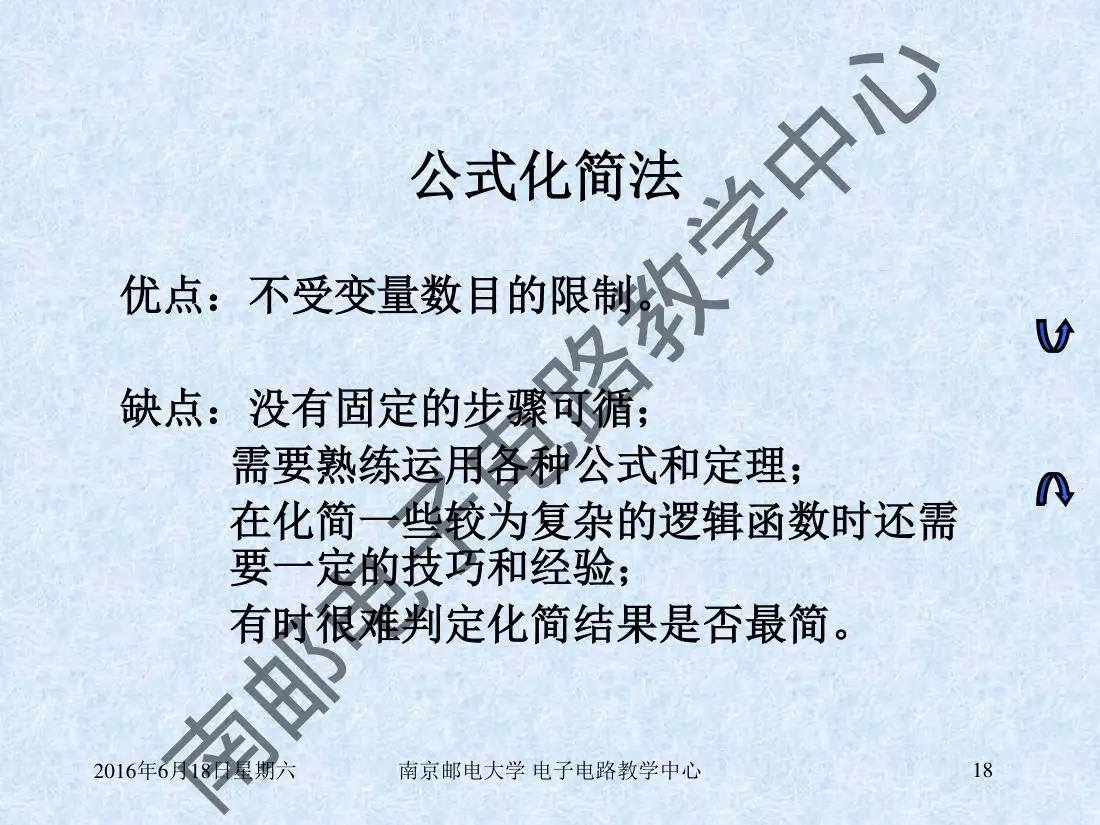 公式化简法
优点：不受变量数目的限制。
缺点：没有固定的步骤可循；
需要熟练运用各种公式和定理；
在化简一些较为复杂的逻辑函数时还需
要一定的技巧和经验；
有时很难判定化简结果是否最简。
南邮电子电路教学中心
2016年6月18日星期六 南京邮电大学 电子电路教学中心 18